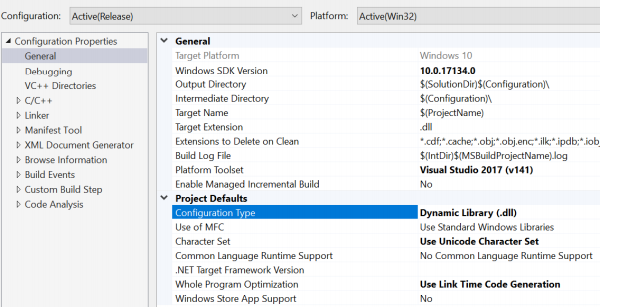 Configuration: Active(Release) Platform: Active(Win32)
Configuration Properties
General
Debugging
VC++ Directories
C/C++
Linker
Manifest Tool
XML Document Generator
Browse Information
Build Events
Custom Build Step
Code Analysis
General
Target Platform Windows 10
Windows SDK Version 10.0.17134.0
Output Directory $(SolutionDir)$(Configuration)\
Intermediate Directory $(Configuration)\
Target Name $(ProjectName)
Target Extension .dll
Extensions to Delete on Clean *.cdf;*.cache;*.obj;*.obj.enc;*.ilk;*.ipdb;*.iobj
Build Log File $(IntDir)$(MSBuildProjectName).log
Platform Toolset Visual Studio 2017 (v141)
Enable Managed Incremental Build No
Project Defaults
Configuration Type Dynamic Library (.dll)
Use of MFC Use Standard Windows Libraries
Character Set Use Unicode Character Set
Common Language Runtime Support No Common Language Runtime Support
.NET Target Framework Version
Whole Program Optimization Use Link Time Code Generation
Windows Store App Support No